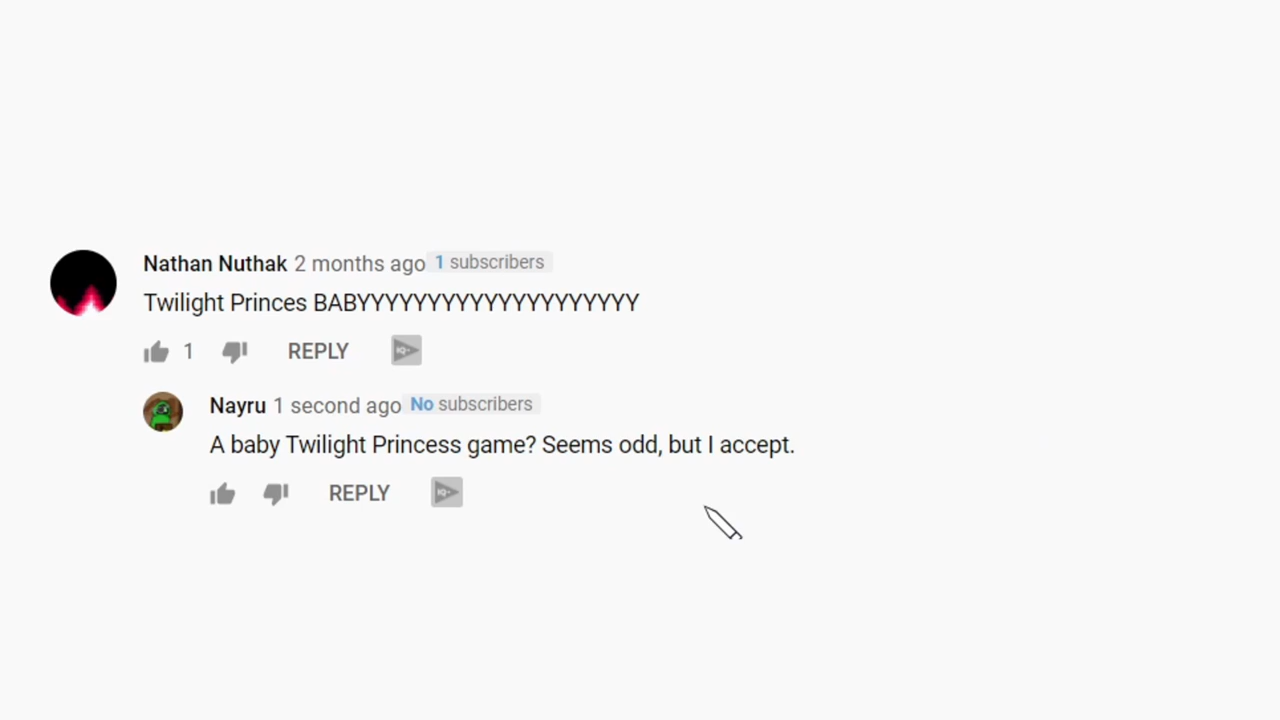 Nathan Nuthak 2 months ago 1 subscribers
Twilight Princes BABYYYYYYYYYYYYYYYYYYYY
1 REPLY
Nayru 1 second ago No subscribers
A baby Twilight Princess game? Seems odd, but I accept.
REPLY